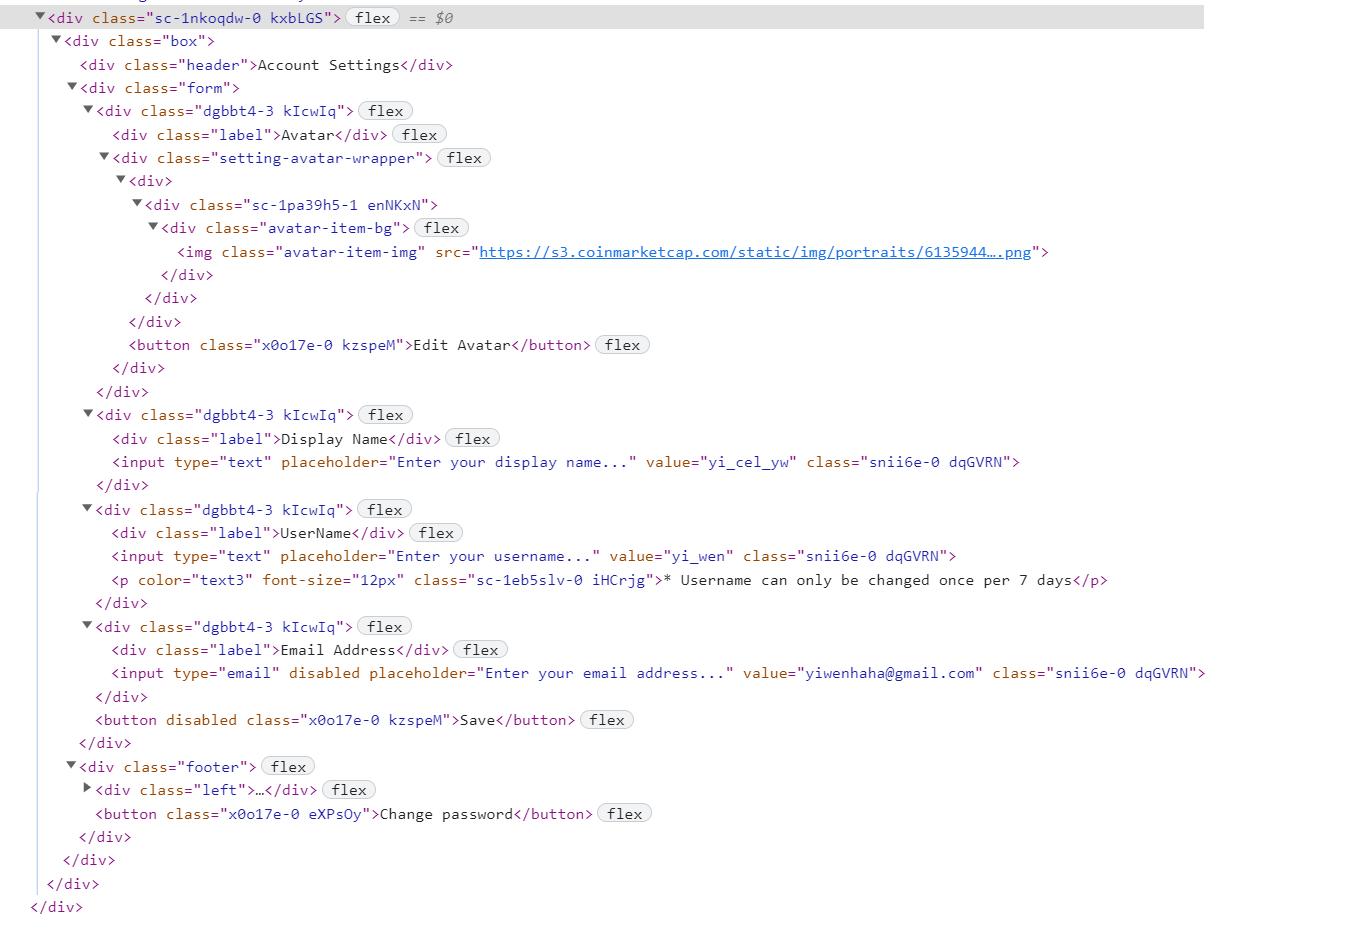 <div class="sc-1nkoqdw-0 kxbLGS"> flex == $0
<div class="box">
<div class="header">Account Settings</div>
<div class="form">
<div class="dgbbt4-3 kIcwIq"> flex
<div class="label">Avatar</div> flex
<div class="setting-avatar-wrapper"> flex
<div>
<div class="sc-1pa39h5-1 enNKxN">
<div class="avatar-item-bg"> flex
<img class="avatar-item-img" src="https://s3.coinmarketcap.com/static/img/portraits/6135944….png">
</div>
</div>
</div>
<button class="x0o17e-0 kzspeM">Edit Avatar</button> flex
</div>
</div>
<div class="dgbbt4-3 kIcwIq"> flex
<div class="label">Display Name</div> flex
<input type="text" placeholder="Enter your display name..." value="yi_cel_yw" class="snii6e-0 dqGVRN">
</div>
<div class="dgbbt4-3 kIcwIq"> flex
<div class="label">UserName</div> flex
<input type="text" placeholder="Enter your username..." value="yi_wen" class="snii6e-0 dqGVRN">
<p color="text3" font-size="12px" class="sc-1eb5slv-0 iHCrjg">* Username can only be changed once per 7 days</p>
</div>
<div class="dgbbt4-3 kIcwIq"> flex
<div class="label">Email Address</div> flex
<input type="email" disabled placeholder="Enter your email address..." value="yiwenhaha@gmail.com" class="snii6e-0 dqGVRN">
</div>
<button disabled class="x0o17e-0 kzspeM">Save</button> flex
</div>
<div class="footer"> flex
<div class="left">…</div> flex
<button class="x0o17e-0 eXPsOy">Change password</button> flex
</div>
</div>
</div>
</div>